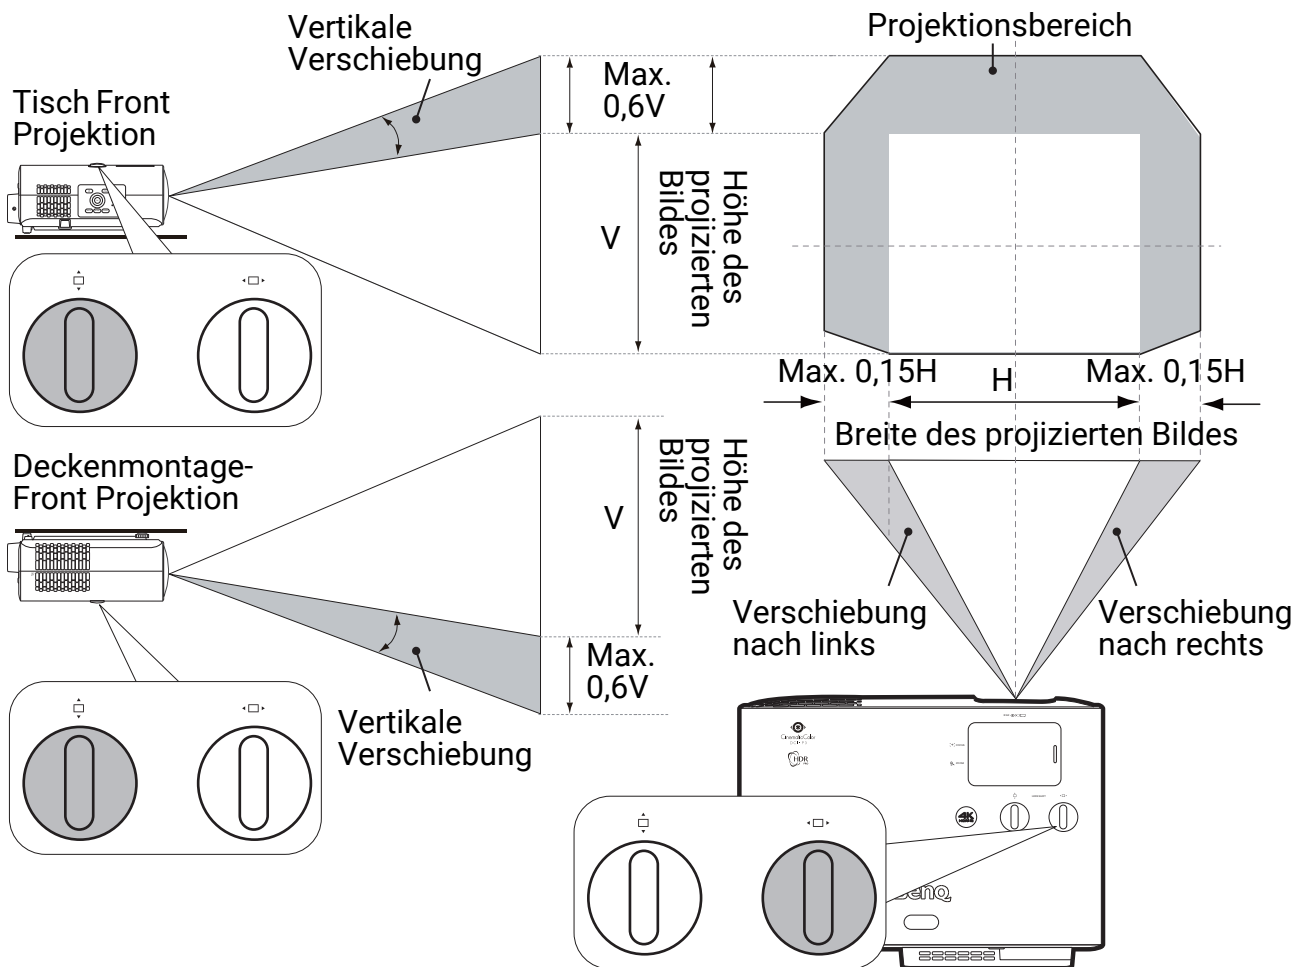 Vertikale
Verschiebung
Projektionsbereich
Max.
0,6V
Tisch Front
Projektion
V
Höhe des
projizierten
Bildes
Max. 0,15H
H
Max. 0,15H
Breite des projizierten Bildes
Deckenmontage-
Front Projektion
V
Höhe des
projizierten
Bildes
Verschiebung
nach links
Verschiebung
nach rechts
Max.
0,6V
Vertikale
Verschiebung
CinematicColor
HDR
4K
BenQ